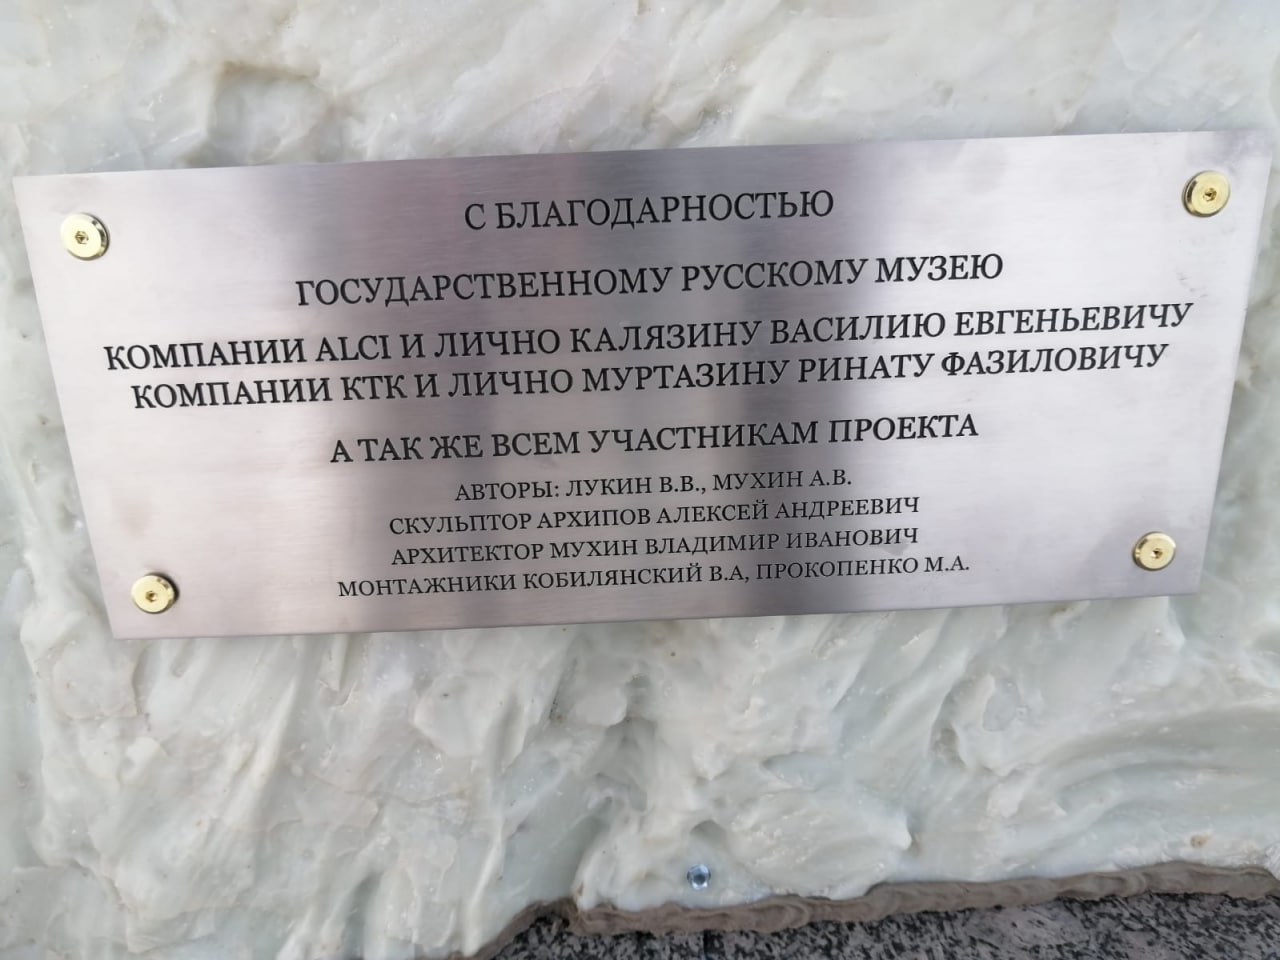 С БЛАГОДАРНОСТЬЮ
ГОСУДАРСТВЕННОМУ РУССКОМУ МУЗЕЮ
КОМПАНИИ ALCI И ЛИЧНО КАЛЯЗИНУ ВАСИЛИЮ ЕВГЕНЬЕВИЧУ
КОМПАНИИ КТК И ЛИЧНО МУРТАЗИНУ РИНАТУ ФАЗИЛОВИЧУ
А ТАК ЖЕ ВСЕМ УЧАСТНИКАМ ПРОЕКТА
АВТОРЫ: ЛУКИН В.В., МУХИН А.В.
СКУЛЬПТОР АРХИПОВ АЛЕКСЕЙ АНДРЕЕВИЧ
АРХИТЕКТОР МУХИН ВЛАДИМИР ИВАНОВИЧ
МОНТАЖНИКИ КОБИЛЯНСКИЙ В.А, ПРОКОПЕНКО М.А.